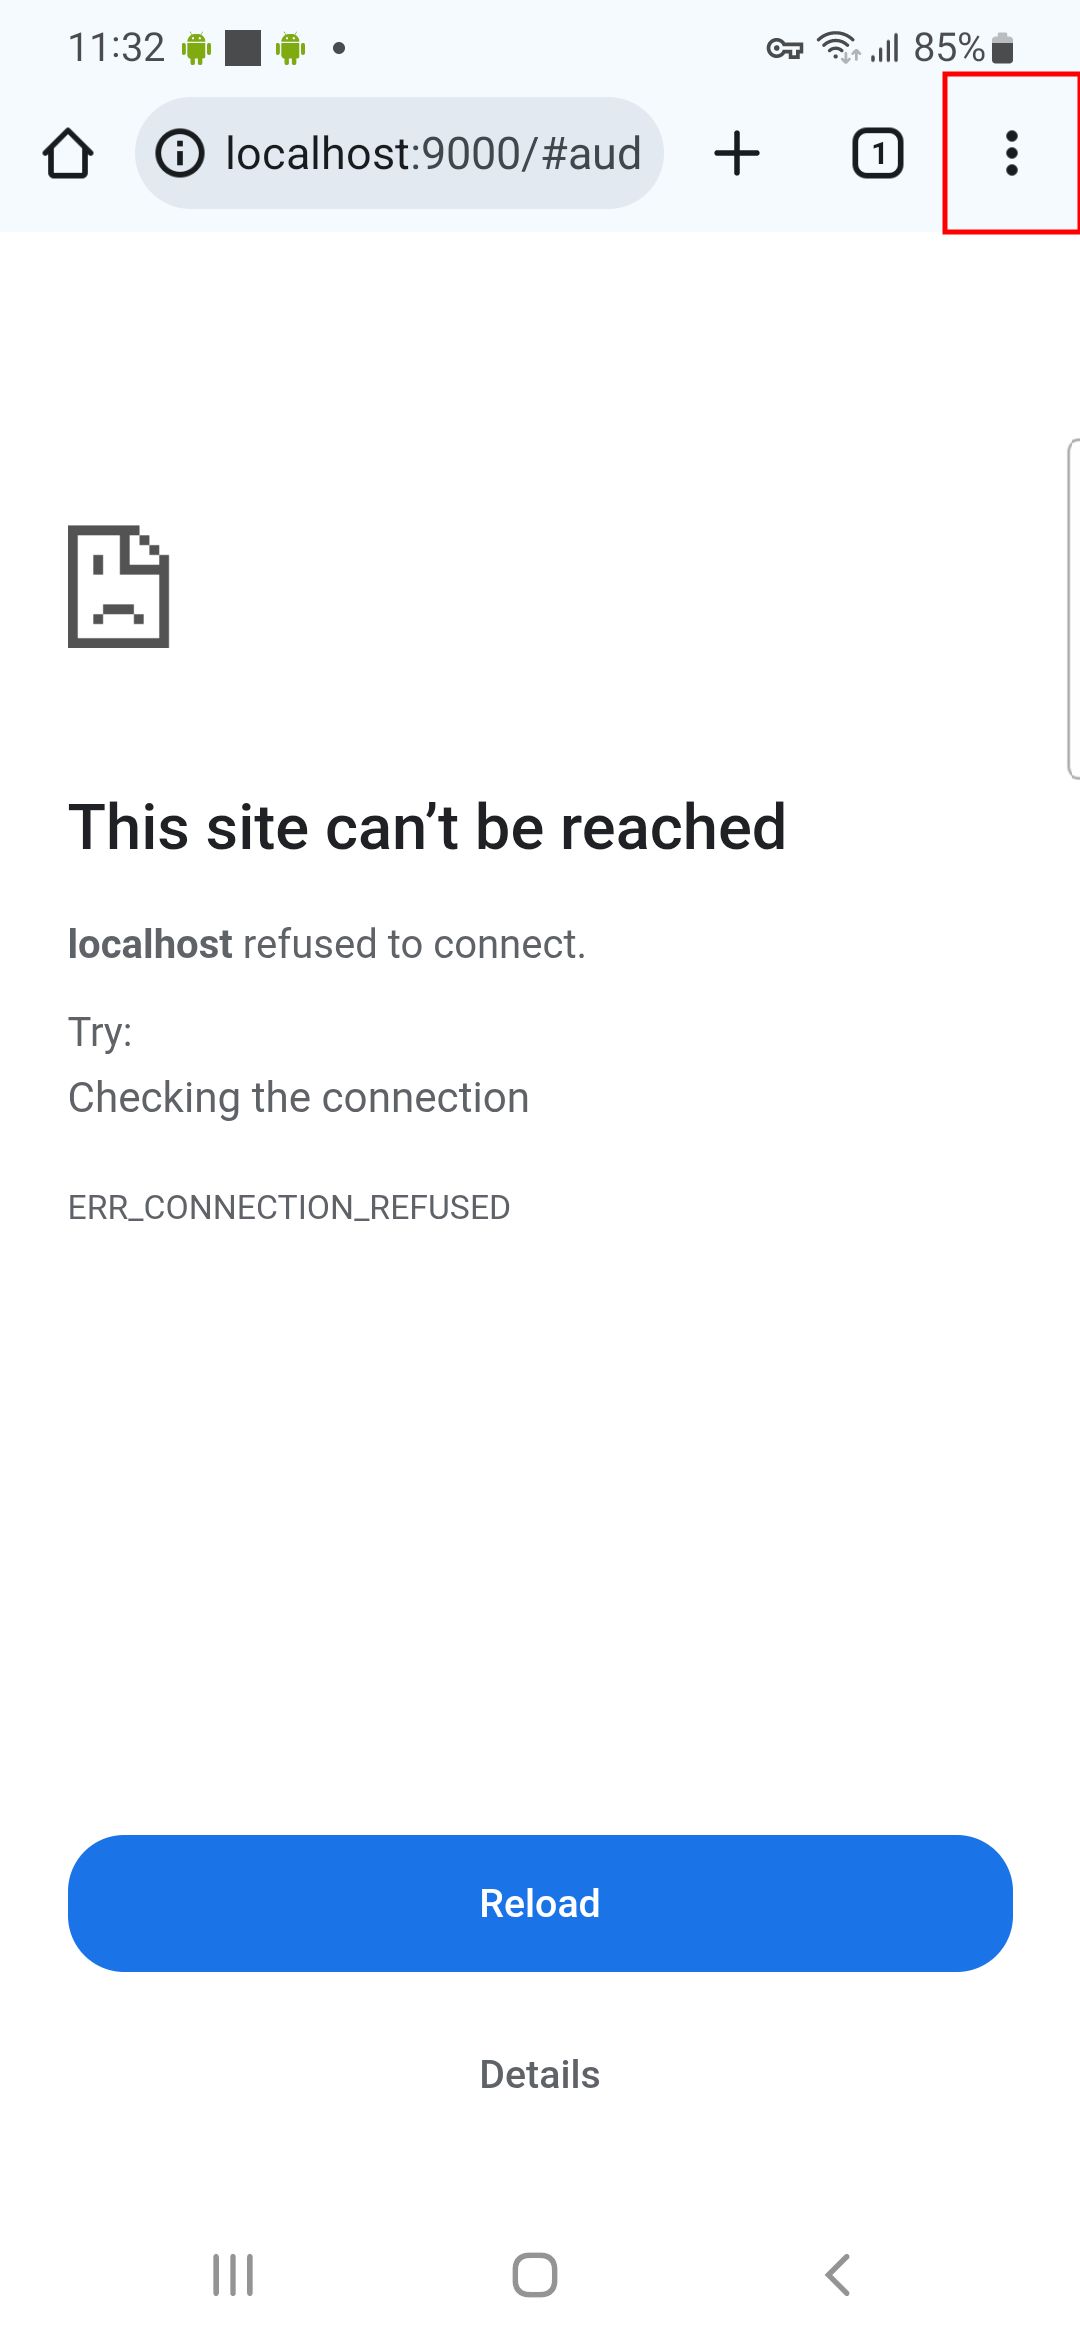 11:32
85%
localhost:9000/#aud
1
This site can’t be reached
localhost refused to connect.
Try:
Checking the connection
ERR_CONNECTION_REFUSED
Reload
Details